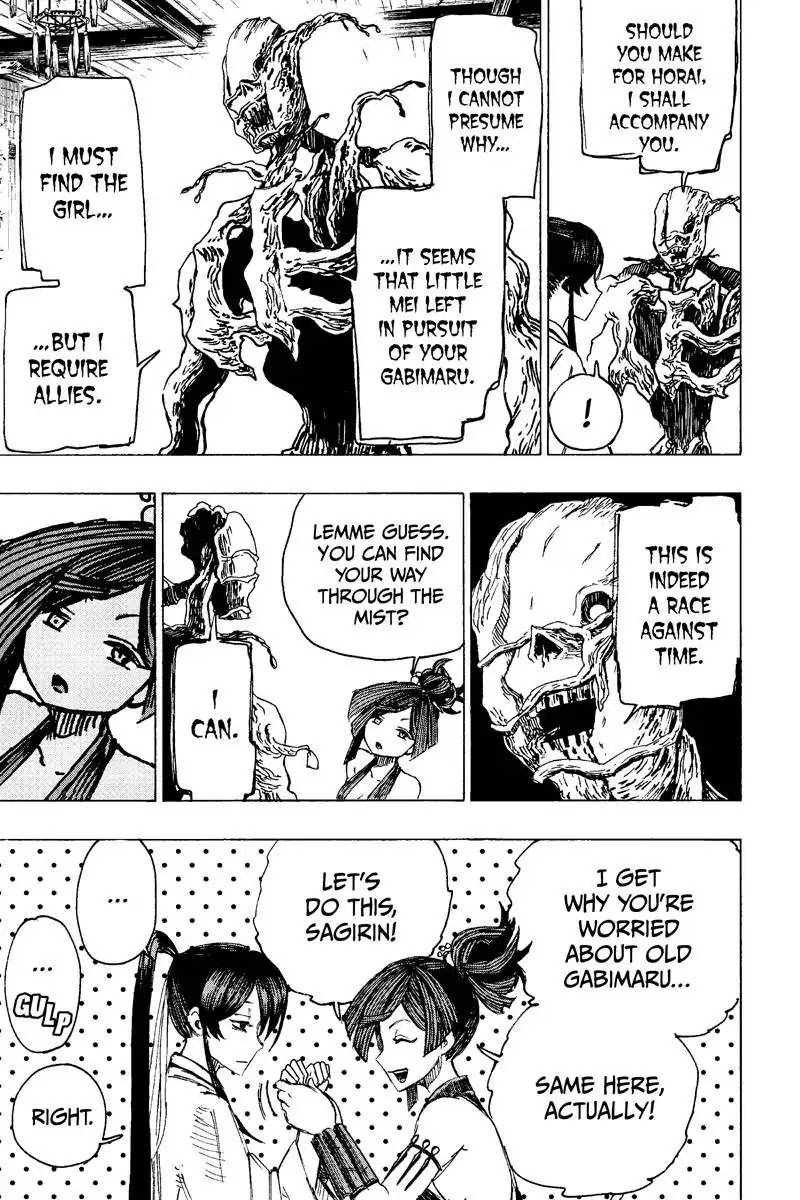 SHOULD
YOU MAKE
FOR HORAI,
I SHALL
ACCOMPANY
YOU.
!
THOUGH
I CANNOT
PRESUME
WHY...
...IT SEEMS
THAT LITTLE
MEI LEFT
IN PURSUIT
OF YOUR
GABIMARU.
I MUST
FIND THE
GIRL...
...BUT I
REQUIRE
ALLIES.
THIS IS
INDEED
A RACE
AGAINST
TIME.
LEMME GUESS.
YOU CAN FIND
YOUR WAY
THROUGH THE
MIST?
I
CAN.
I GET
WHY YOU'RE
WORRIED
ABOUT OLD
GABIMARU...
SAME HERE,
ACTUALLY!
LET'S
DO THIS,
SAGIRIN!
...
...
GULP
RIGHT.